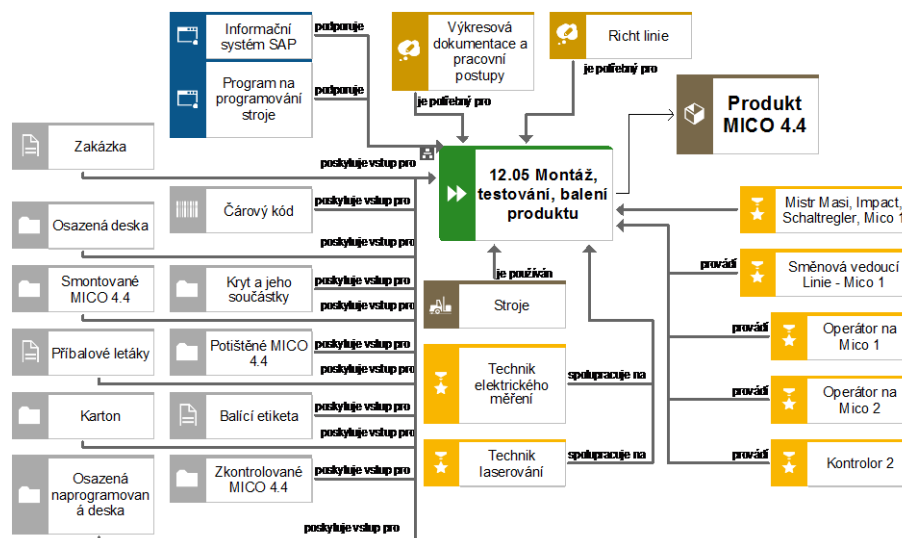 Informační
systém SAP
podporuje
Program na
programování
stroje
podporuje
Výkresová
dokumentace a
pracovní
postupy
je potřebný pro
Richt linie
je potřebný pro
Produkt
MICO 4.4
Zakázka
poskytuje vstup pro
12.05 Montáž,
testování, balení
produktu
Čárový kód
poskytuje vstup pro
Osazená deska
poskytuje vstup pro
Smontované
MICO 4.4
Kryt a jeho
součástky
poskytuje vstup pro
poskytuje vstup pro
Příbalové letáky
Potištěné MICO
4.4
poskytuje vstup pro
poskytuje vstup pro
Karton
Balící etiketa
poskytuje vstup pro
poskytuje vstup pro
Osazená
naprogramovan
á deska
Zkontrolované
MICO 4.4
poskytuje vstup pro
poskytuje vstup pro
je používán
Stroje
Technik
elektrického
měření
spolupracuje na
Technik
laserování
spolupracuje na
Mistr Masi, Impact,
Schaltregler, Mico 1
provádí
Směnová vedoucí
Linie - Mico 1
provádí
Operátor na
Mico 1
provádí
Operátor na
Mico 2
provádí
Kontrolor 2